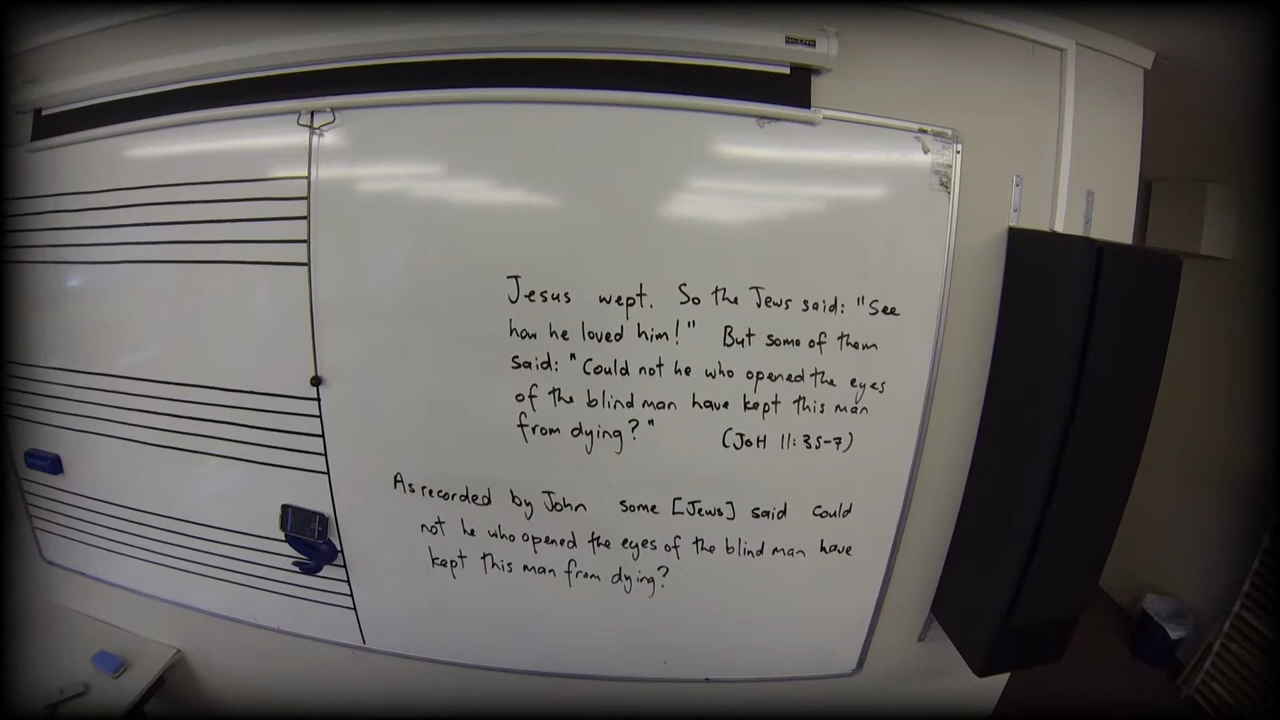 Jesus wept. So the Jews said: "See
how he loved him!" But some of them
said: "Could not he who opened the eyes
of the blind man have kept this man
from dying?" (JoH 11:35-7)
As recorded by John some [Jews] said Could
not he who opened the eyes of the blind man have
kept this man from dying?